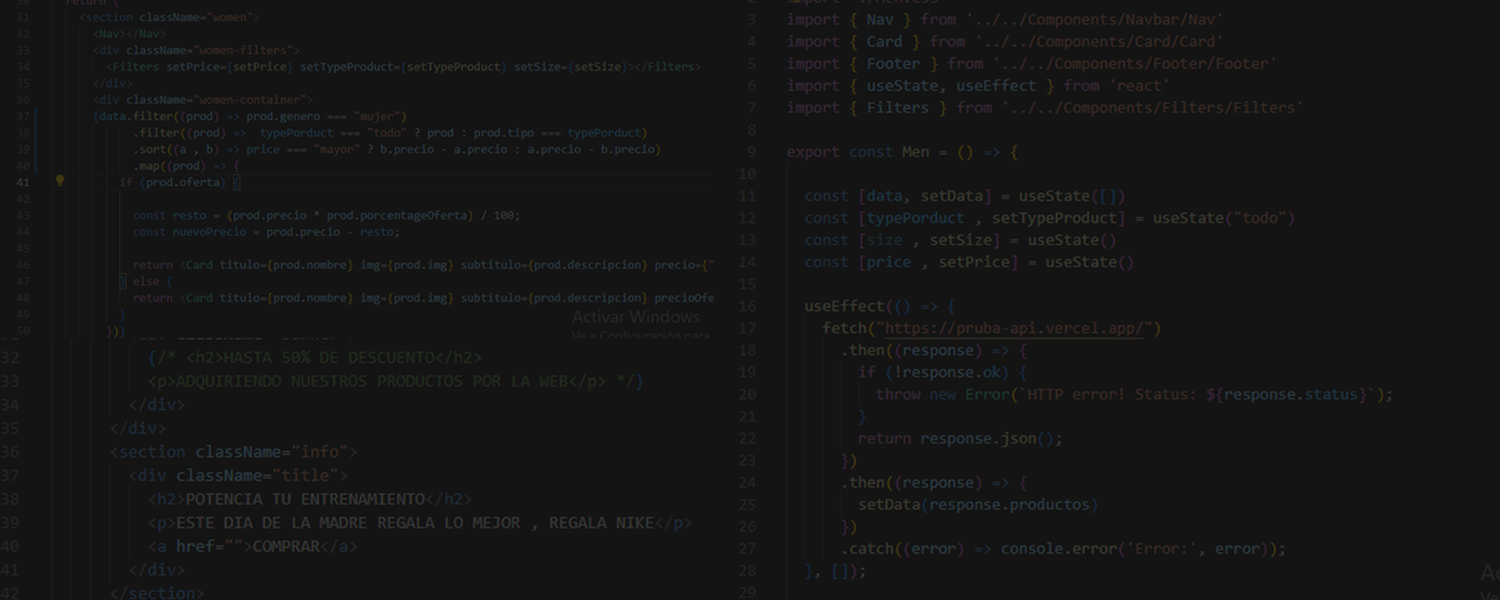 30 return (
31 <section className="women">
32 <Nav></Nav>
33 <div className="women-filters">
34 <Filters setPrice={setPrice} setTypeProduct={setTypeProduct} setSize={setSize}></Filters>
35 </div>
36 <div className="women-container">
37 {data.filter((prod) => prod.genero === "mujer")
38 .filter((prod) => typePorduct === "todo" ? prod : prod.tipo === typePorduct)
39 .sort((a , b) => price === "mayor" ? b.precio - a.precio : a.precio - b.precio)
40 .map((prod) => {
41 if (prod.oferta) {
42
43 const resto = (prod.precio * prod.porcentageOferta) / 100;
44 const nuevoPrecio = prod.precio - resto;
45
46 return <Card titulo={prod.nombre} img={prod.img} subtitulo={prod.descripcion} precio={"
47 } else {
48 return <Card titulo={prod.nombre} img={prod.img} subtitulo={prod.descripcion} precioOfe
49 }
50 })}
Activar Windows
Ve a Configuración para
32 {/* <h2>HASTA 50% DE DESCUENTO</h2>
33 <p>ADQUIRIENDO NUESTROS PRODUCTOS POR LA WEB</p> */}
34 </div>
35 </div>
36 <section className="info">
37 <div className="title">
38 <h2>POTENCIA TU ENTRENAMIENTO</h2>
39 <p>ESTE DIA DE LA MADRE REGALA LO MEJOR , REGALA NIKE</p>
40 <a href="">COMPRAR</a>
41 </div>
42 </section>
2 import
3 import { Nav } from '../../Components/Navbar/Nav'
4 import { Card } from '../../Components/Card/Card'
5 import { Footer } from '../../Components/Footer/Footer'
6 import { useState, useEffect } from 'react'
7 import { Filters } from '../../Components/Filters/Filters'
8
9 export const Men = () => {
10
11 const [data, setData] = useState([])
12 const [typePorduct , setTypeProduct] = useState("todo")
13 const [size , setSize] = useState()
14 const [price , setPrice] = useState()
15
16 useEffect(() => {
17 fetch("https://pruba-api.vercel.app/")
18 .then((response) => {
19 if (!response.ok) {
20 throw new Error(`HTTP error! Status: ${response.status}`);
21 }
22 return response.json();
23 })
24 .then((response) => {
25 setData(response.productos)
26 })
27 .catch((error) => console.error('Error:', error));
28 }, []);
29